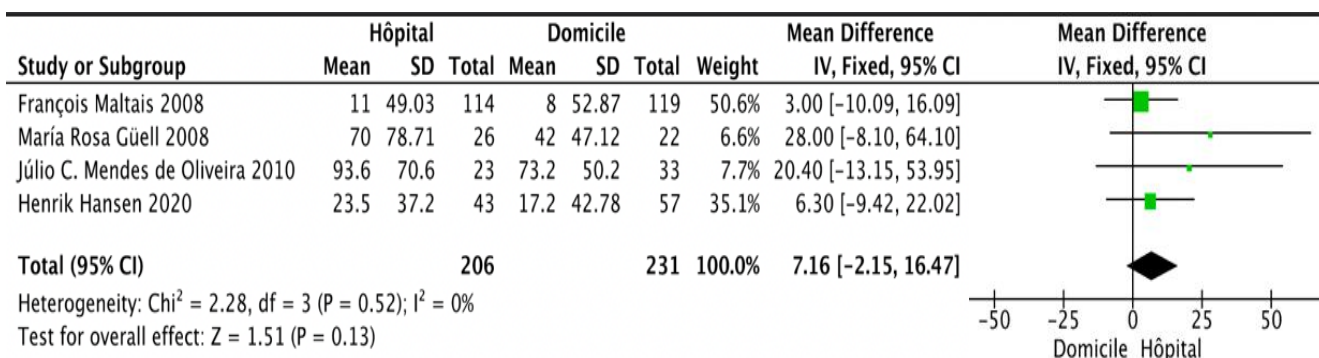 Hôpital Domicile Mean Difference Mean Difference
Study or Subgroup Mean SD Total Mean SD Total Weight IV, Fixed, 95% CI IV, Fixed, 95% CI
François Maltais 2008 11 49.03 114 8 52.87 119 50.6% 3.00 [−10.09, 16.09]
María Rosa Güell 2008 70 78.71 26 42 47.12 22 6.6% 28.00 [−8.10, 64.10]
Júlio C. Mendes de Oliveira 2010 93.6 70.6 23 73.2 50.2 33 7.7% 20.40 [−13.15, 53.95]
Henrik Hansen 2020 23.5 37.2 43 17.2 42.78 57 35.1% 6.30 [−9.42, 22.02]
Total (95% CI) 206 231 100.0% 7.16 [−2.15, 16.47]
Heterogeneity: Chi² = 2.28, df = 3 (P = 0.52); I² = 0%
Test for overall effect: Z = 1.51 (P = 0.13)
−50 −25 0 25 50
Domicile Hôpital